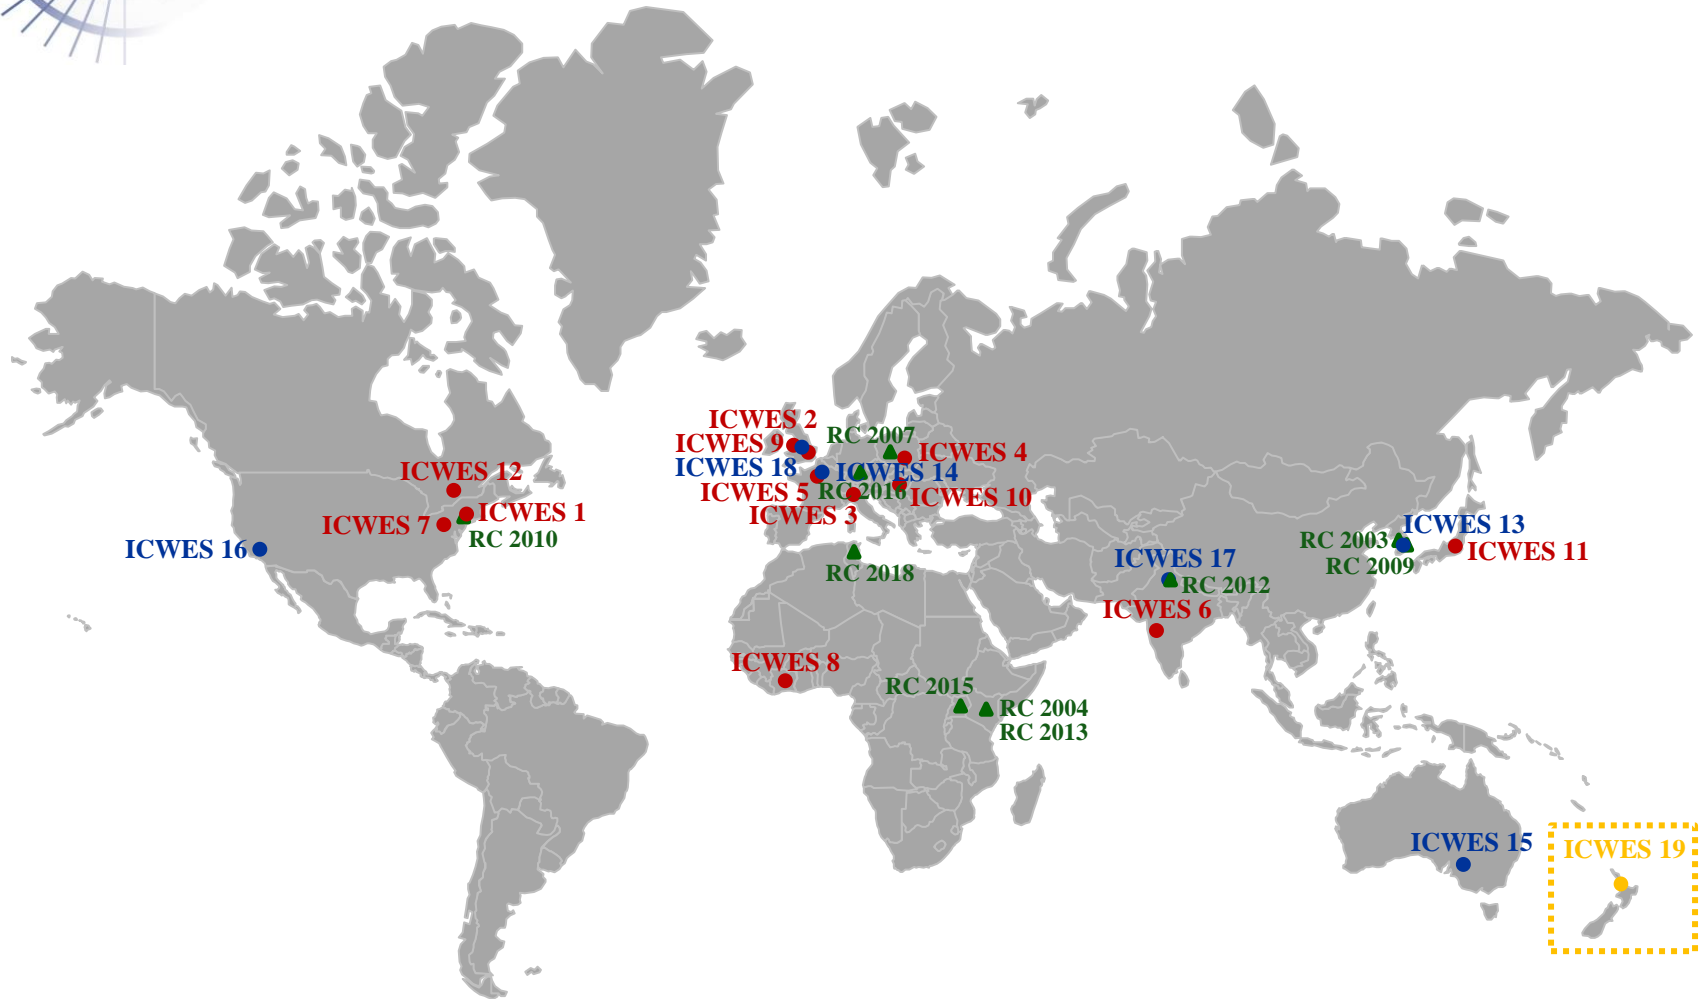 ICWES 2
RC 2007
ICWES 9
ICWES 4
ICWES 18
ICWES 14
ICWES 12
ICWES 5
RC 2016
ICWES 10
ICWES 1
ICWES 3
ICWES 7
RC 2010
ICWES 16
RC 2018
ICWES 13
RC 2003
ICWES 11
RC 2009
ICWES 17
RC 2012
ICWES 6
ICWES 8
RC 2015
RC 2004
RC 2013
ICWES 15
ICWES 19